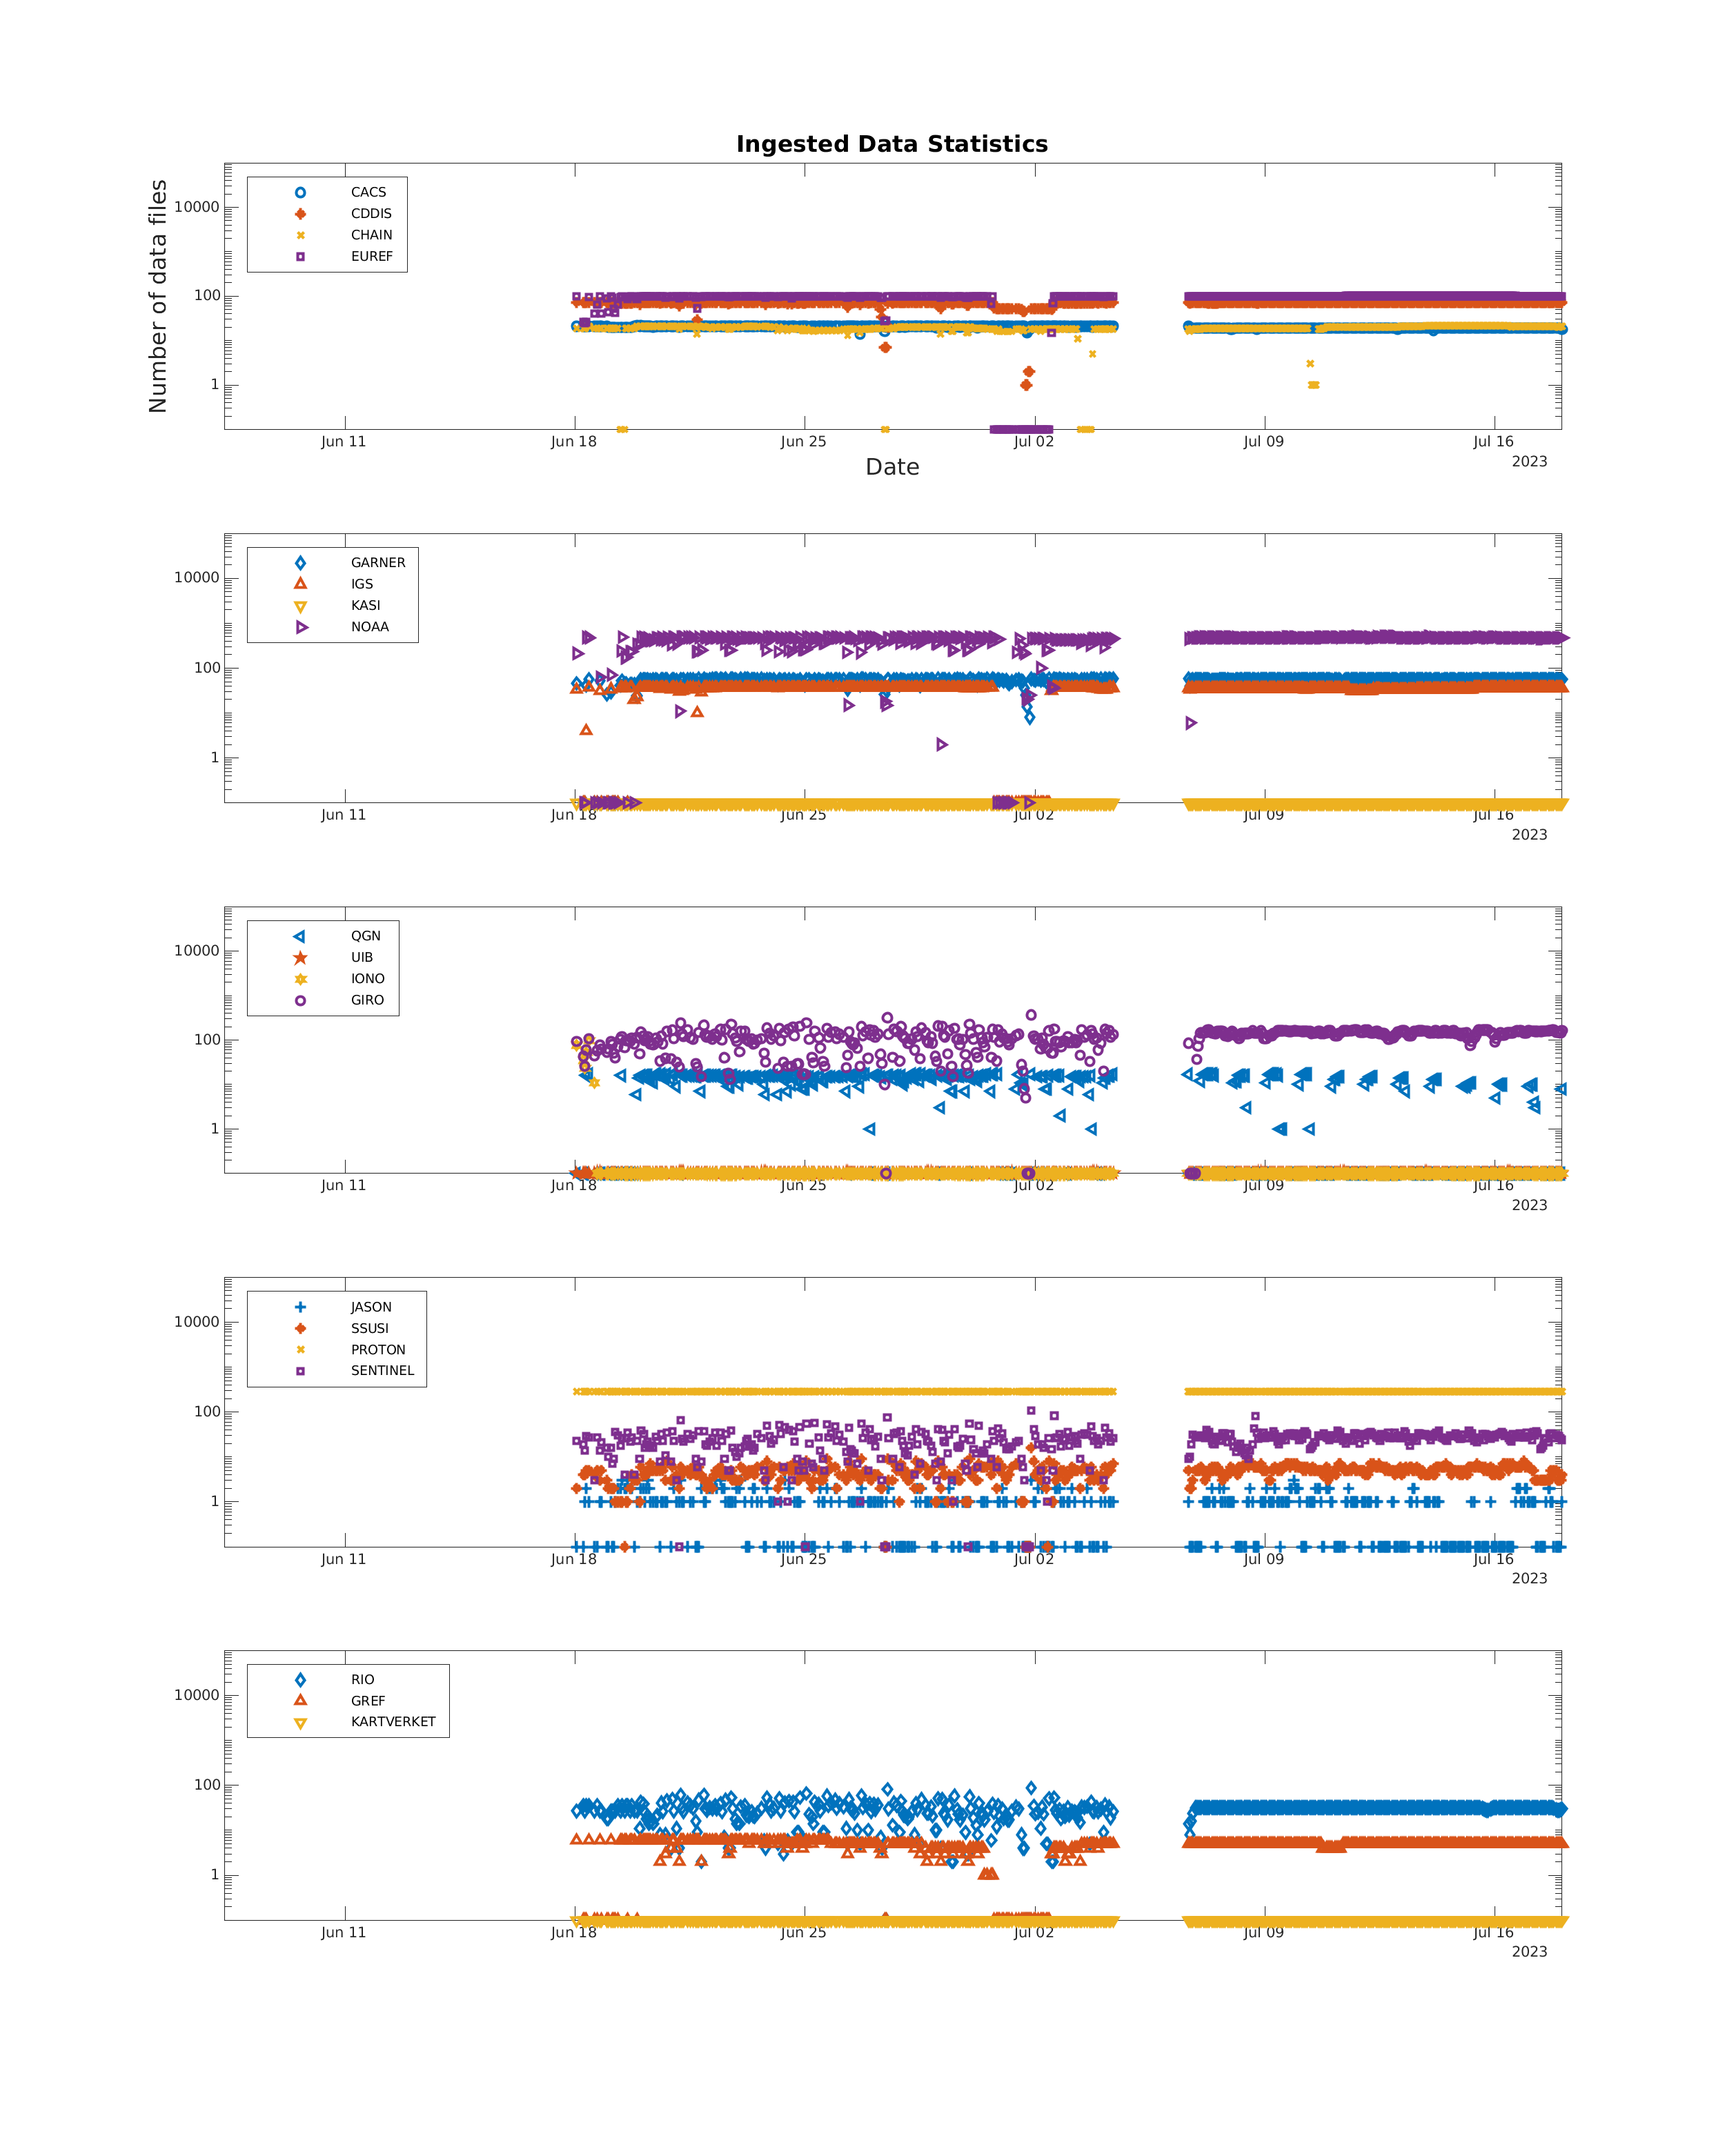 Ingested Data Statistics
Number of data files
10000
100
1
CACS
CDDIS
CHAIN
EUREF
Jun 11 Jun 18 Jun 25 Jul 02 Jul 09 Jul 16
2023
Date
10000
100
1
GARNER
IGS
KASI
NOAA
Jun 11 Jun 18 Jun 25 Jul 02 Jul 09 Jul 16
2023
10000
100
1
QGN
UIB
IONO
GIRO
Jun 11 Jun 18 Jun 25 Jul 02 Jul 09 Jul 16
2023
10000
100
1
JASON
SSUSI
PROTON
SENTINEL
Jun 11 Jun 18 Jun 25 Jul 02 Jul 09 Jul 16
2023
10000
100
1
RIO
GREF
KARTVERKET
Jun 11 Jun 18 Jun 25 Jul 02 Jul 09 Jul 16
2023